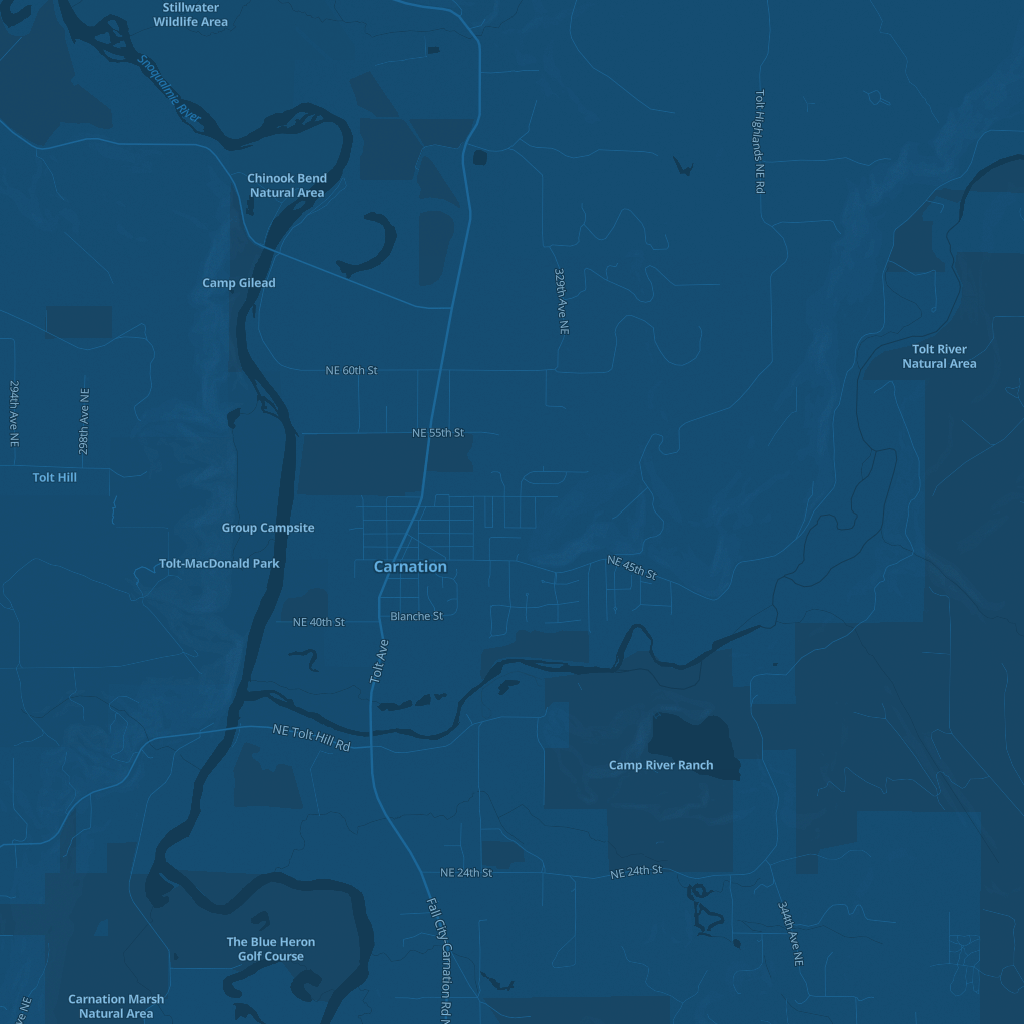 Stillwater
Wildlife Area
Snoqualmie River
Tolt Highlands NE Rd
Chinook Bend
Natural Area
Camp Gilead
329th Ave NE
Tolt River
Natural Area
NE 60th St
294th Ave NE
298th Ave NE
NE 55th St
Tolt Hill
Group Campsite
Tolt-MacDonald Park
Carnation
NE 45th St
Blanche St
NE 40th St
Tolt Ave
NE Tolt Hill Rd
Camp River Ranch
NE 24th St
NE 24th St
Fall City-Carnation Rd N
344th Ave NE
The Blue Heron
Golf Course
Carnation Marsh
Natural Area
ve NE